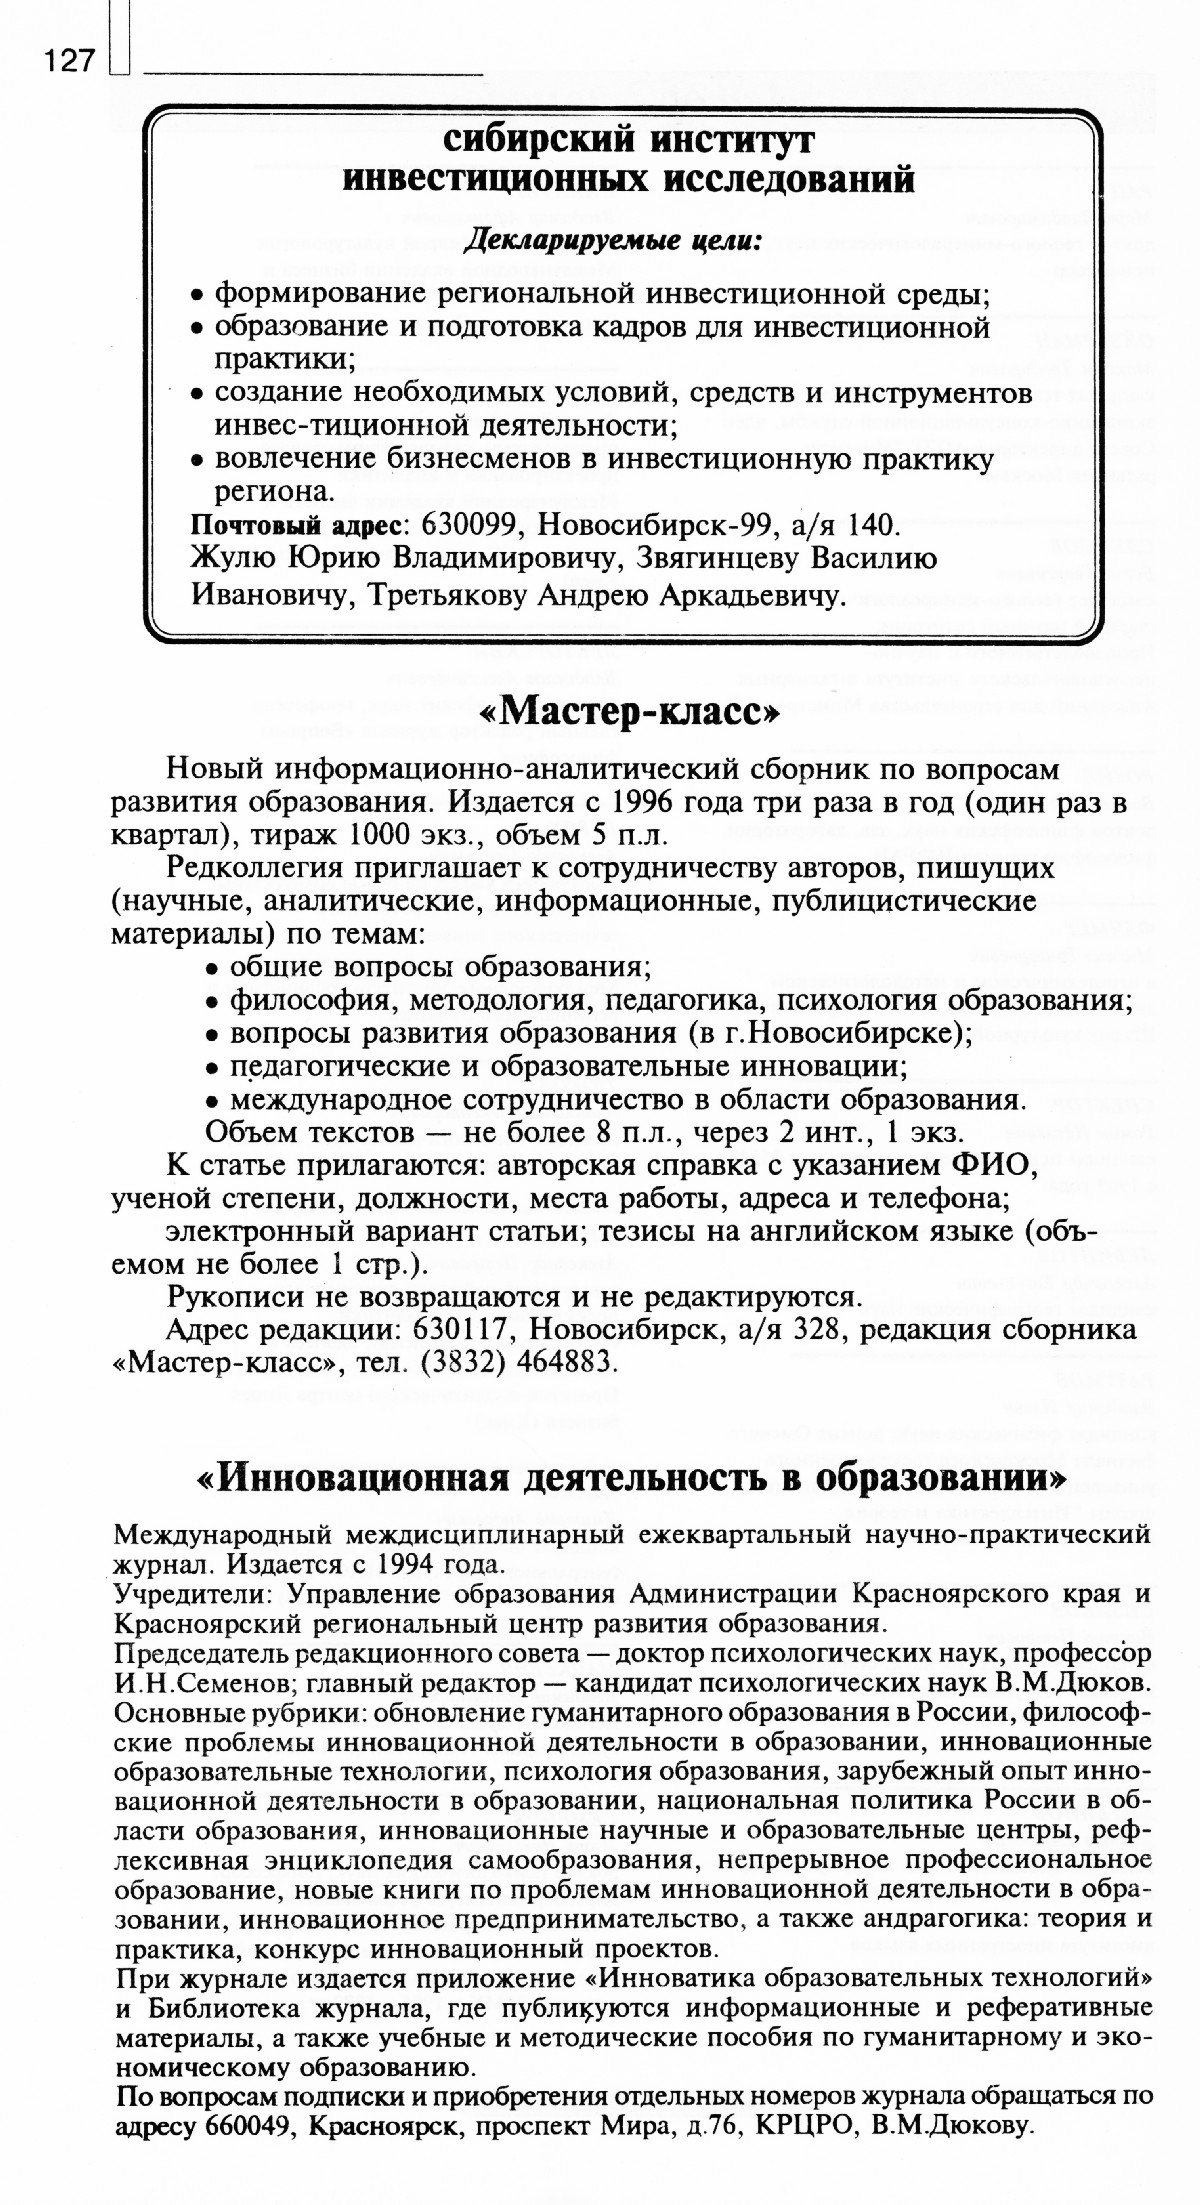 127
сибирский институт
инвестиционных исследований
Декларируемые цели:
• формирование региональной инвестиционной среды;
• образование и подготовка кадров для инвестиционной
практики;
• создание необходимых условий, средств и инструментов
инвес-тиционной деятельности;
• вовлечение бизнесменов в инвестиционную практику
региона.
Почтовый адрес: 630099, Новосибирск-99, а/я 140.
Жулю Юрию Владимировичу, Звягинцеву Василию
Ивановичу, Третьякову Андрею Аркадьевичу.
«Мастер-класс»
Новый информационно-аналитический сборник по вопросам
развития образования. Издается с 1996 года три раза в год (один раз в
квартал), тираж 1000 экз., объем 5 п.л.
Редколлегия приглашает к сотрудничеству авторов, пишущих
(научные, аналитические, информационные, публицистические
материалы) по темам:
• общие вопросы образования;
• философия, методология, педагогика, психология образования;
• вопросы развития образования (в г.Новосибирске);
• педагогические и образовательные инновации;
• международное сотрудничество в области образования.
Объем текстов — не более 8 п.л., через 2 инт., 1 экз.
К статье прилагаются: авторская справка с указанием ФИО,
ученой степени, должности, места работы, адреса и телефона;
электронный вариант статьи; тезисы на английском языке (объ-
емом не более 1 стр.).
Рукописи не возвращаются и не редактируются.
Адрес редакции: 630117, Новосибирск, а/я 328, редакция сборника
«Мастер-класс», тел. (3832) 464883.
«Инновационная деятельность в образовании»
Международный междисциплинарный ежеквартальный научно-практический
журнал. Издается с 1994 года.
Учредители: Управление образования Администрации Красноярского края и
Красноярский региональный центр развития образования.
Председатель редакционного совета — доктор психологических наук, профессор
И.Н.Семенов; главный редактор — кандидат психологических наук В.М.Дюков.
Основные рубрики: обновление гуманитарного образования в России, философ-
ские проблемы инновационной деятельности в образовании, инновационные
образовательные технологии, психология образования, зарубежный опыт инно-
вационной деятельности в образовании, национальная политика России в об-
ласти образования, инновационные научные и образовательные центры, реф-
лексивная энциклопедия самообразования, непрерывное профессиональное
образование, новые книги по проблемам инновационной деятельности в обра-
зовании, инновационное предпринимательство, а также андрагогика: теория и
практика, конкурс инновационный проектов.
При журнале издается приложение «Инноватика образовательных технологий»
и Библиотека журнала, где публикуются информационные и реферативные
материалы, а также учебные и методические пособия по гуманитарному и эко-
номическому образованию.
По вопросам подписки и приобретения отдельных номеров журнала обращаться по
адресу 660049, Красноярск, проспект Мира, д.76, КРЦРО, В.М.Дюкову.